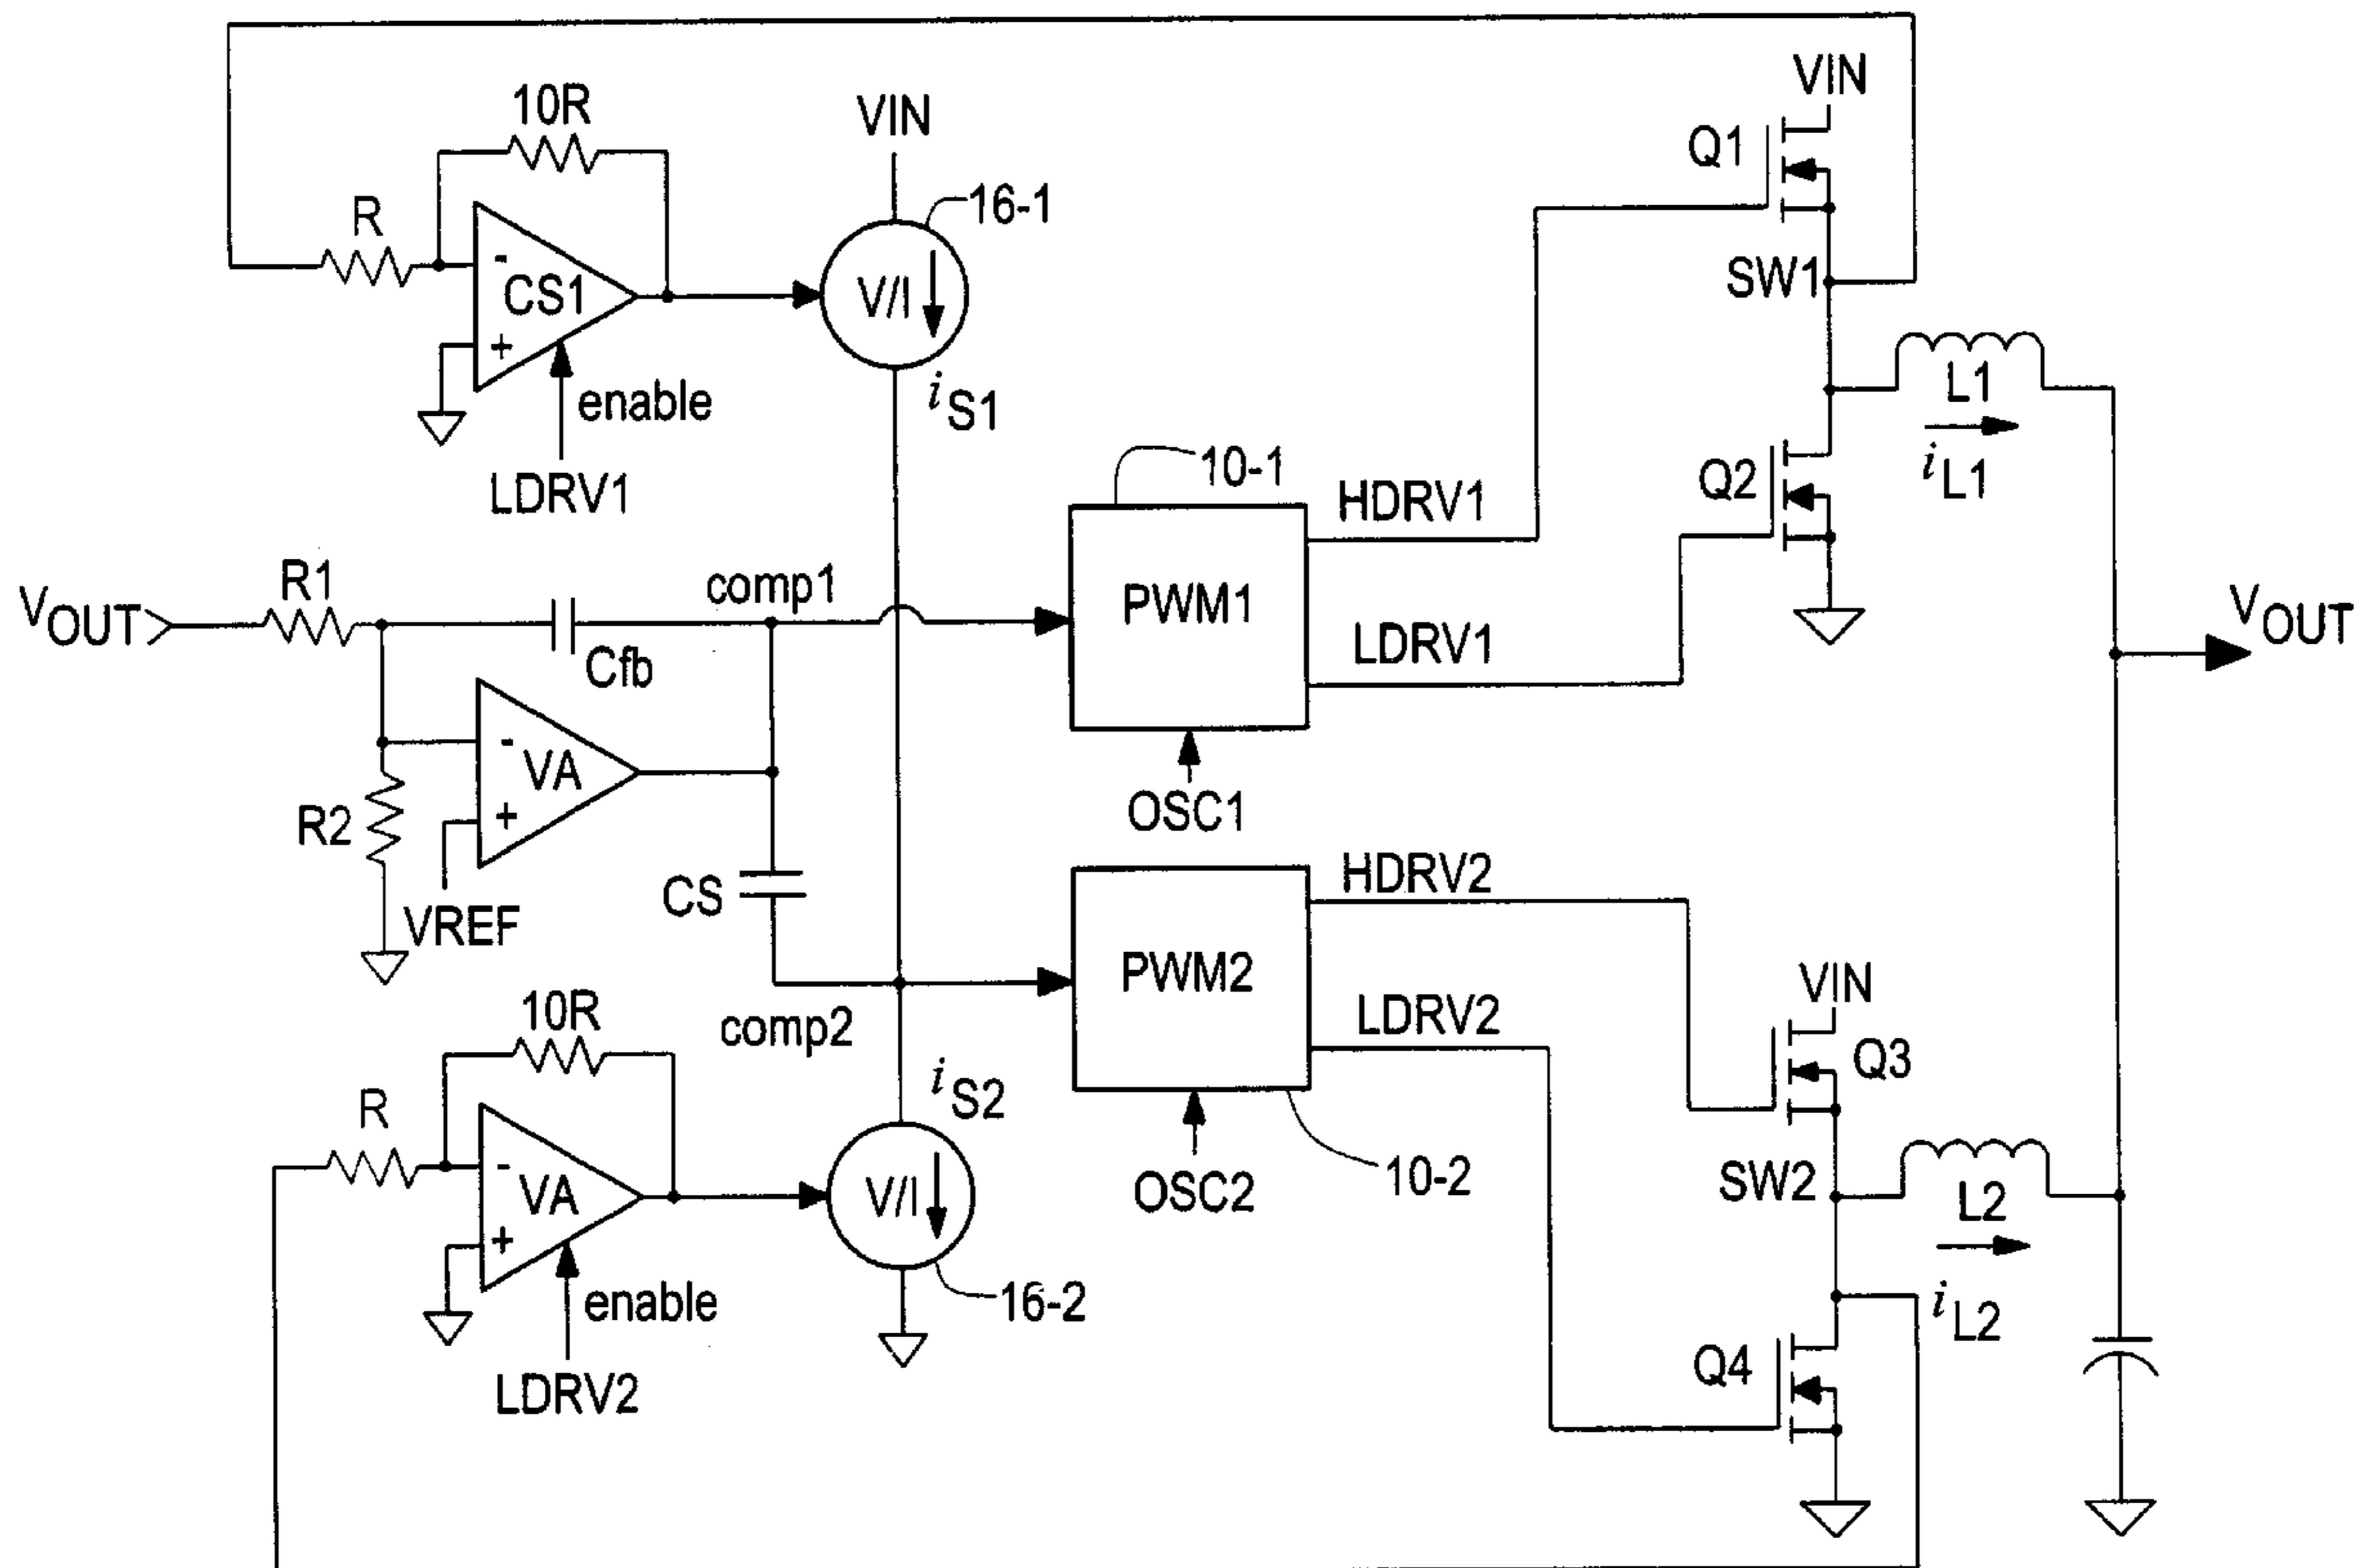 10R
VIN
VIN
Q1
16-1
R
-
CS1
+
V/I
SW1
enable
iS1
L1
iL1
LDRV1
10-1
HDRV1
Q2
VOUT
R1
comp1
Cfb
PWM1
LDRV1
VOUT
-
VA
+
R2
OSC1
VREF
CS
HDRV2
PWM2
VIN
LDRV2
comp2
10R
iS2
Q3
R
-
VA
+
V/I
OSC2
10-2
SW2
L2
enable
16-2
iL2
LDRV2
Q4